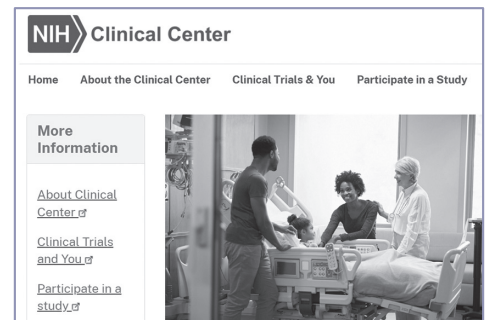 NIH Clinical Center
Home About the Clinical Center Clinical Trials & You Participate in a Study
More
Information
About Clinical
Center
Clinical Trials
and You
Participate in a
study